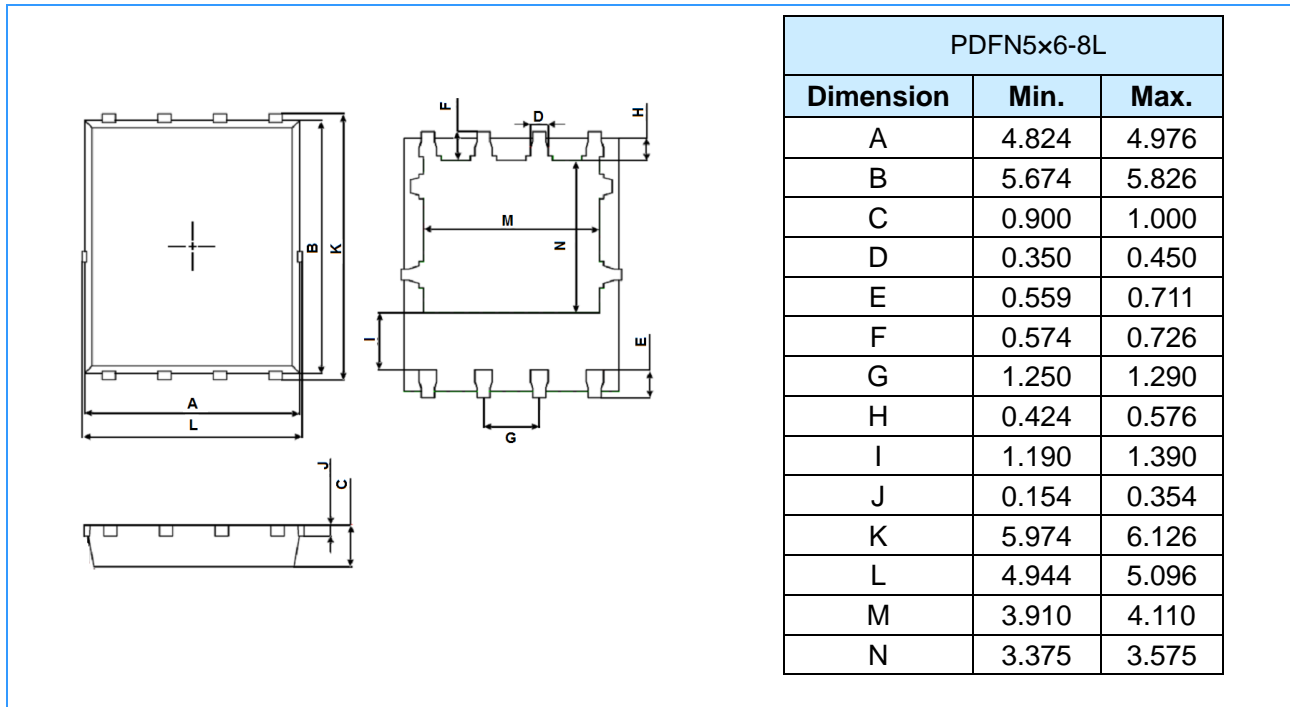 F
D
H
B
K
M
N
I
E
A
L
G
J
C
PDFN5×6-8L
Dimension Min. Max.
A 4.824 4.976
B 5.674 5.826
C 0.900 1.000
D 0.350 0.450
E 0.559 0.711
F 0.574 0.726
G 1.250 1.290
H 0.424 0.576
I 1.190 1.390
J 0.154 0.354
K 5.974 6.126
L 4.944 5.096
M 3.910 4.110
N 3.375 3.575